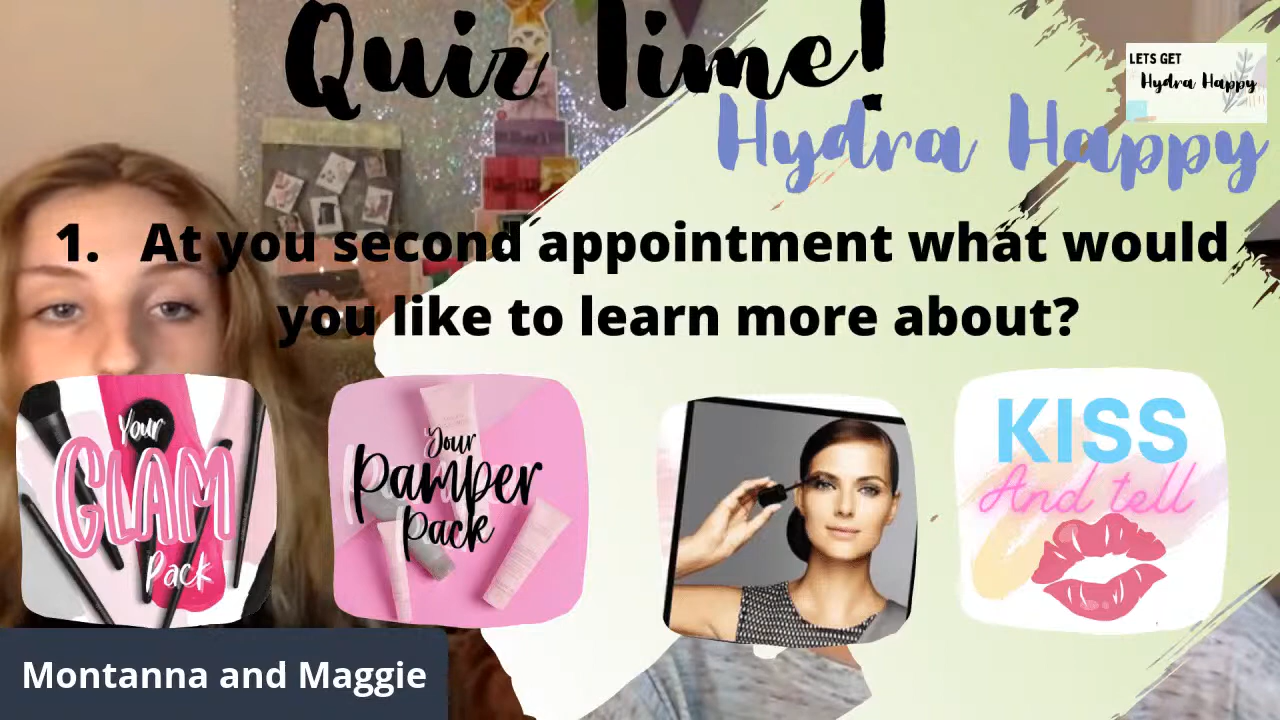 Quiz Time!
LETS GET
Hydra Happy
Hydra Happy
1. At you second appointment what would
you like to learn more about?
Your
GLAM
Pack
Your
Pamper
Pack
KISS
And tell
Montanna and Maggie